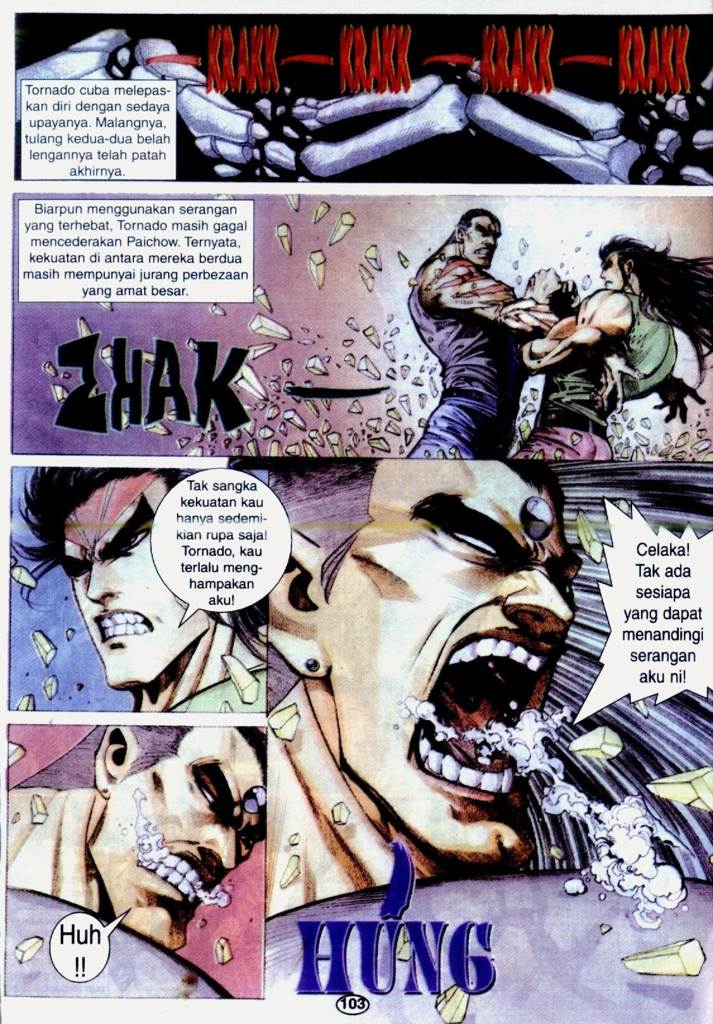 KRAKK — KRAKK — KRAKK — KRAKK
Tornado cuba melepas-
kan diri dengan sedaya
upayanya. Malangnya,
tulang kedua-dua belah
lengannya telah patah
akhirnya.
Biarpun menggunakan serangan
yang terhebat, Tornado masih gagal
mencederakan Paichow. Ternyata,
kekuatan di antara mereka berdua
masih mempunyai jurang perbezaan
yang amat besar.
ZHAK —
Tak sangka
kekuatan kau
hanya sedemi-
kian rupa saja!
Tornado, kau
terlalu meng-
hampakan
aku!
Celaka!
Tak ada
sesiapa
yang dapat
menandingi
serangan
aku ni!
Huh
!!
HÚNG
103